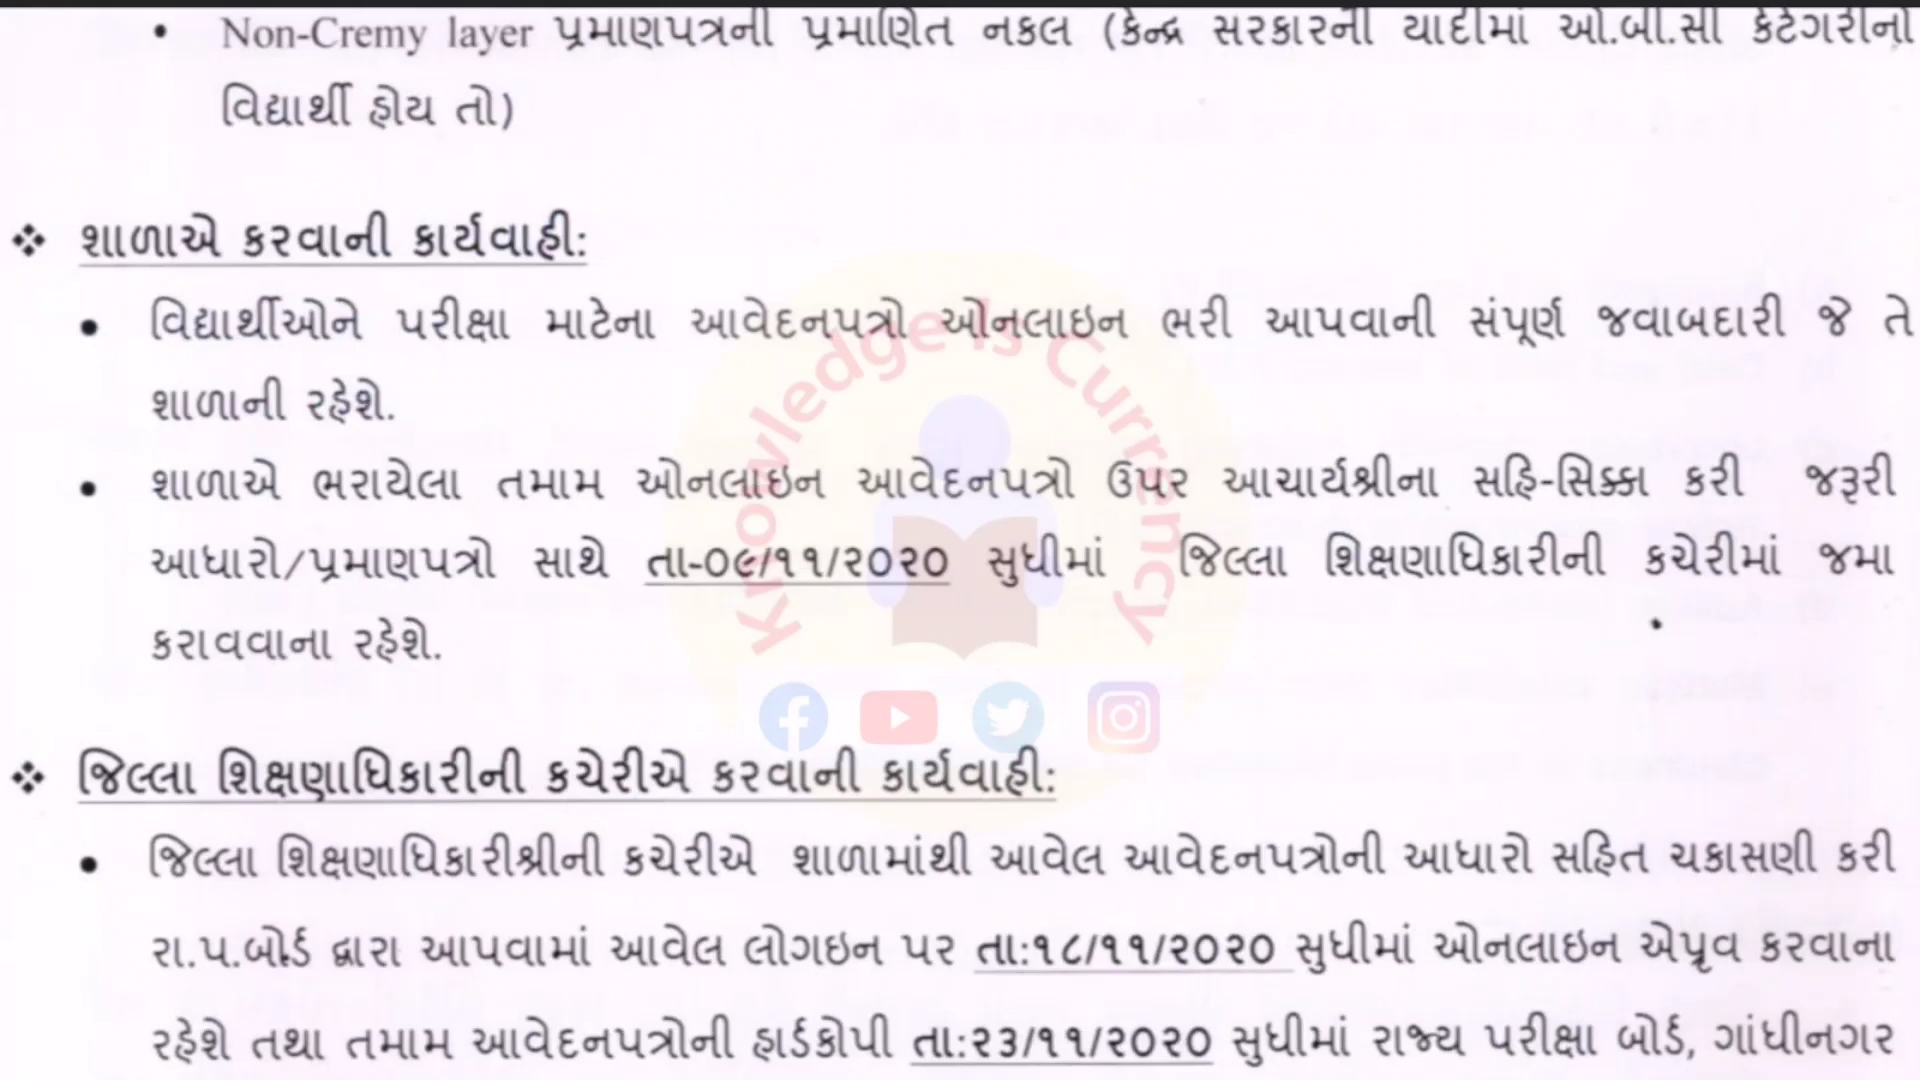 • Non-Cremy layer પ્રમાણપત્રની પ્રમાણિત નકલ (કેન્દ્ર સરકારની યાદીમાં ઓ.બી.સી કેટેગરીનો
વિદ્યાર્થી હોય તો)
❖ શાળાએ કરવાની કાર્યવાહી:
• વિદ્યાર્થીઓને પરીક્ષા માટેના આવેદનપત્રો ઓનલાઇન ભરી આપવાની સંપૂર્ણ જવાબદારી જે તે
શાળાની રહેશે.
• શાળાએ ભરાયેલા તમામ ઓનલાઇન આવેદનપત્રો ઉપર આચાર્યશ્રીના સહિ-સિક્કા કરી જરૂરી
આધારો/પ્રમાણપત્રો સાથે તા-૦૯/૧૧/૨૦૨૦ સુધીમાં જિલ્લા શિક્ષણાધિકારીની કચેરીમાં જમા
કરાવવાના રહેશે.
Knowledge Is Currency
❖ જિલ્લા શિક્ષણાધિકારીની કચેરીએ કરવાની કાર્યવાહી:
• જિલ્લા શિક્ષણાધિકારીશ્રીની કચેરીએ શાળામાંથી આવેલ આવેદનપત્રોની આધારો સહિત ચકાસણી કરી
રા.પ.બોર્ડ દ્વારા આપવામાં આવેલ લોગઇન પર તા:૧૮/૧૧/૨૦૨૦ સુધીમાં ઓનલાઇન એપ્રૃવ કરવાના
રહેશે તથા તમામ આવેદનપત્રોની હાર્ડકોપી તા:૨૩/૧૧/૨૦૨૦ સુધીમાં રાજ્ય પરીક્ષા બોર્ડ, ગાંધીનગર